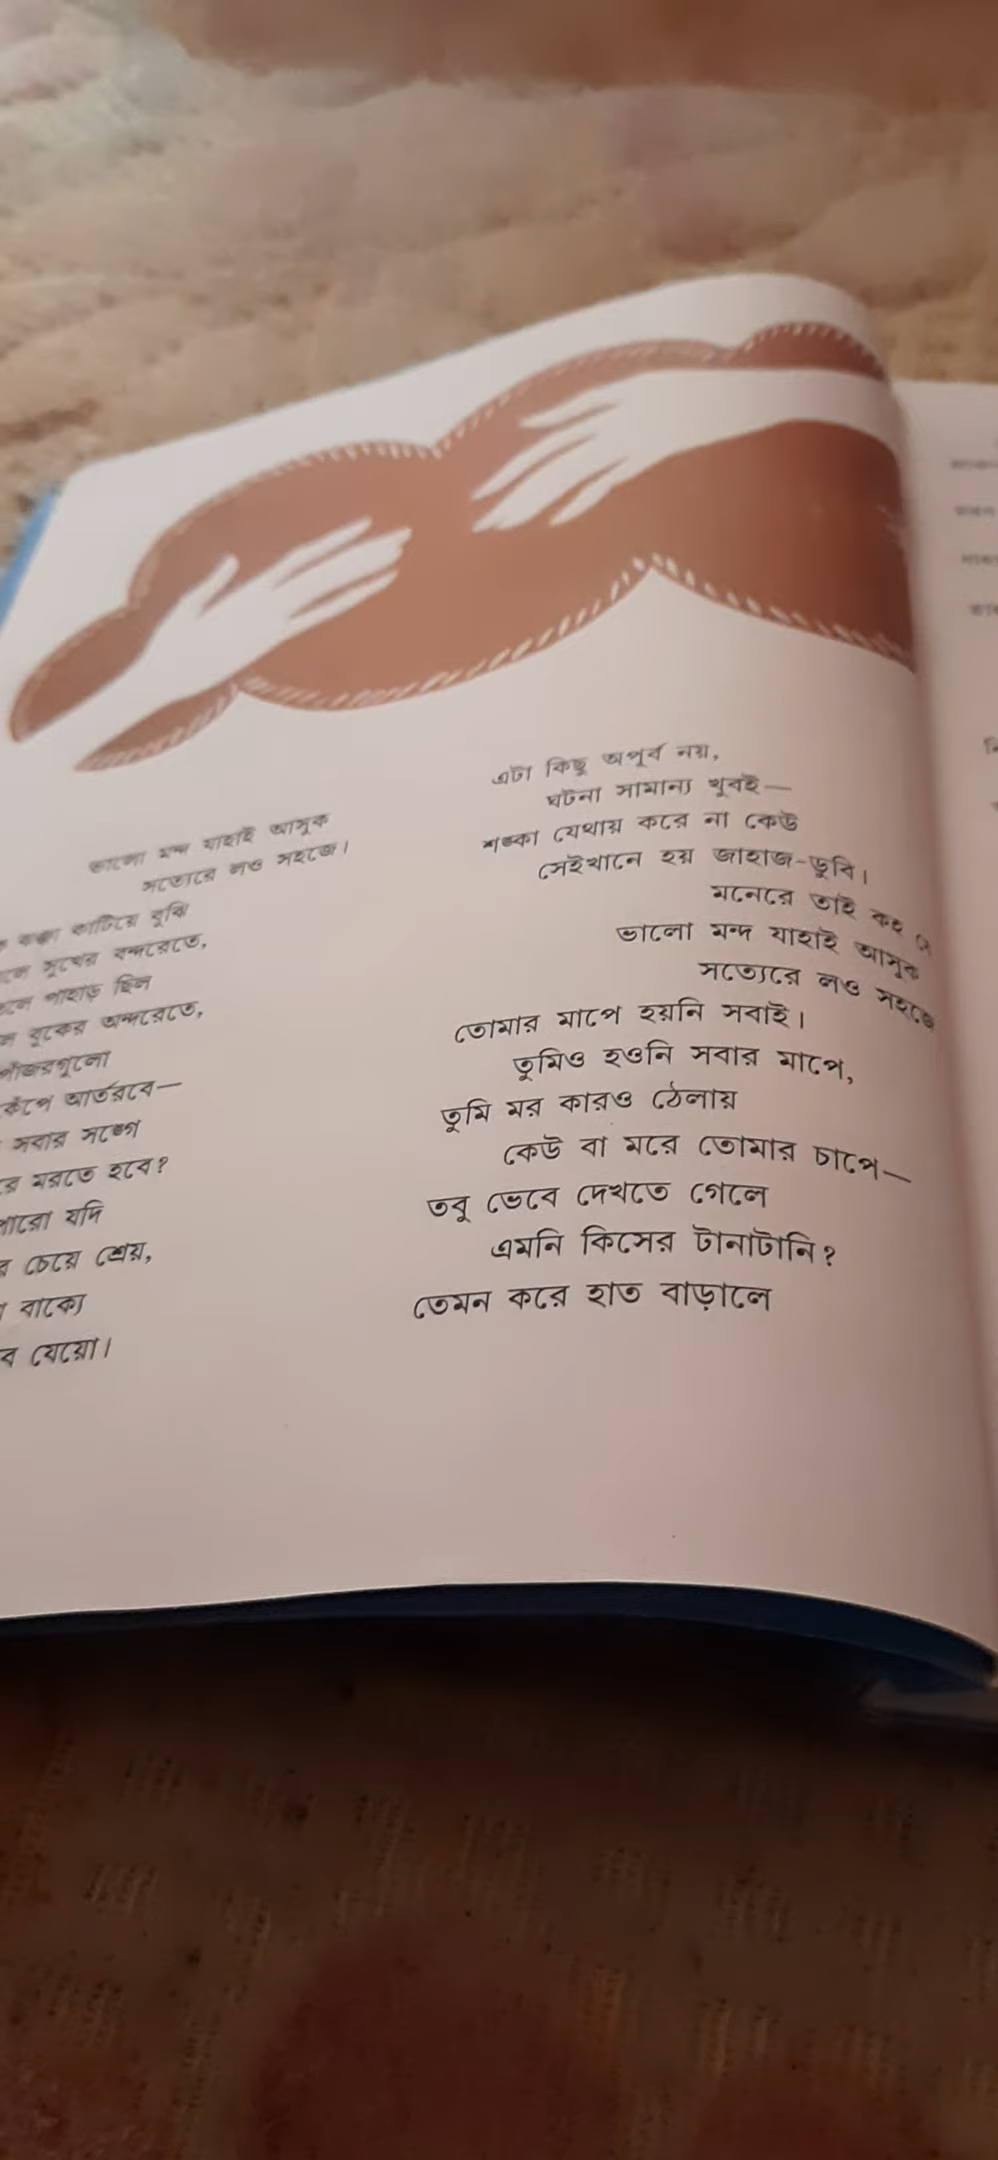 ভালো মন্দ যাহাই আসুক
সত্যেরে লও সহজে।
ঝঞ্ঝা কাটিয়ে বুঝি
সুখের বন্দরেতে,
পাহাড় ছিল
বুকের অন্দরেতে,
পাঁজরগুলো
কেঁপে আর্তরবে—
সবার সঙ্গে
মরতে হবে?
পারো যদি
চেয়ে শ্রেয়,
বাক্যে
যেয়ো।
এটা কিছু অপূর্ব নয়,
ঘটনা সামান্য খুবই—
শঙ্কা যেথায় করে না কেউ
সেইখানে হয় জাহাজ-ডুবি।
মনেরে তাই কহ
ভালো মন্দ যাহাই আসুক
সত্যেরে লও সহজে
তোমার মাপে হয়নি সবাই।
তুমিও হওনি সবার মাপে,
তুমি মর কারও ঠেলায়
কেউ বা মরে তোমার চাপে—
তবু ভেবে দেখতে গেলে
এমনি কিসের টানাটানি?
তেমন করে হাত বাড়ালে